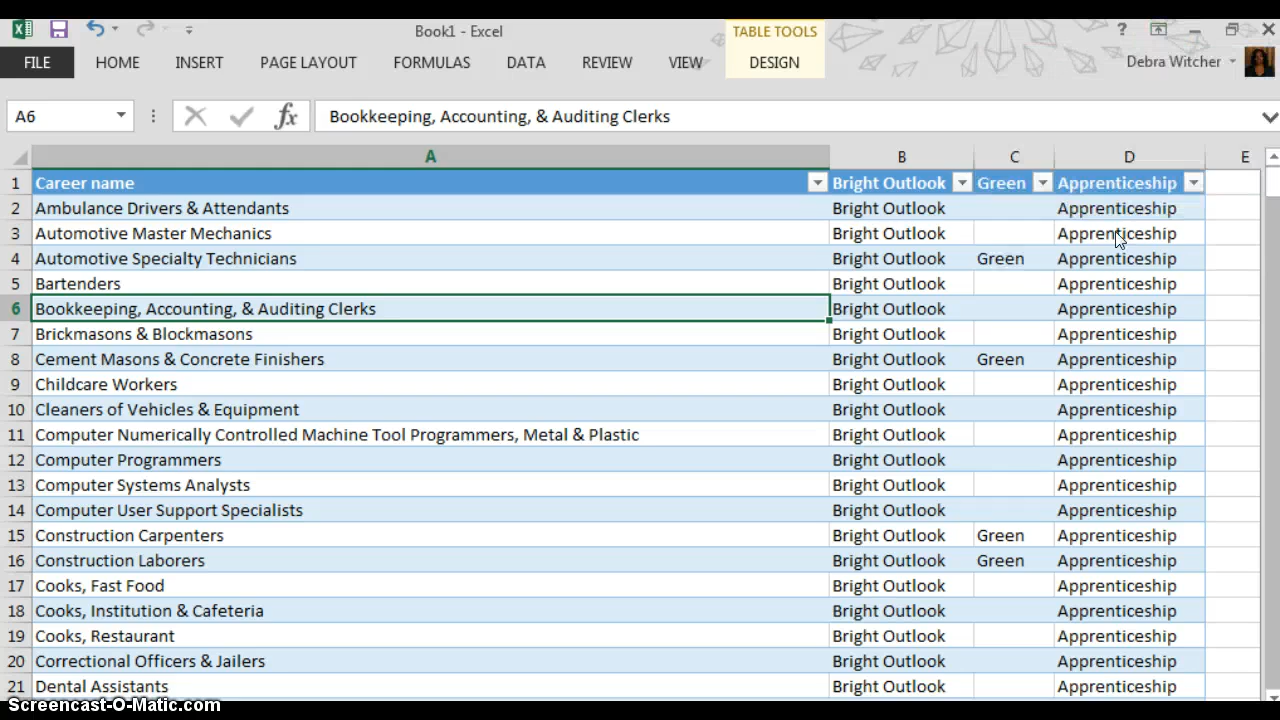 Book1 - Excel
TABLE TOOLS
?
FILE HOME INSERT PAGE LAYOUT FORMULAS DATA REVIEW VIEW DESIGN Debra Witcher
A6 fx Bookkeeping, Accounting, & Auditing Clerks
A B C D E
1 Career name Bright Outlook Green Apprenticeship
2 Ambulance Drivers & Attendants Bright Outlook Apprenticeship
3 Automotive Master Mechanics Bright Outlook Apprenticeship
4 Automotive Specialty Technicians Bright Outlook Green Apprenticeship
5 Bartenders Bright Outlook Apprenticeship
6 Bookkeeping, Accounting, & Auditing Clerks Bright Outlook Apprenticeship
7 Brickmasons & Blockmasons Bright Outlook Apprenticeship
8 Cement Masons & Concrete Finishers Bright Outlook Green Apprenticeship
9 Childcare Workers Bright Outlook Apprenticeship
10 Cleaners of Vehicles & Equipment Bright Outlook Apprenticeship
11 Computer Numerically Controlled Machine Tool Programmers, Metal & Plastic Bright Outlook Apprenticeship
12 Computer Programmers Bright Outlook Apprenticeship
13 Computer Systems Analysts Bright Outlook Apprenticeship
14 Computer User Support Specialists Bright Outlook Apprenticeship
15 Construction Carpenters Bright Outlook Green Apprenticeship
16 Construction Laborers Bright Outlook Green Apprenticeship
17 Cooks, Fast Food Bright Outlook Apprenticeship
18 Cooks, Institution & Cafeteria Bright Outlook Apprenticeship
19 Cooks, Restaurant Bright Outlook Apprenticeship
20 Correctional Officers & Jailers Bright Outlook Apprenticeship
21 Dental Assistants Bright Outlook Apprenticeship
Screencast-O-Matic.com